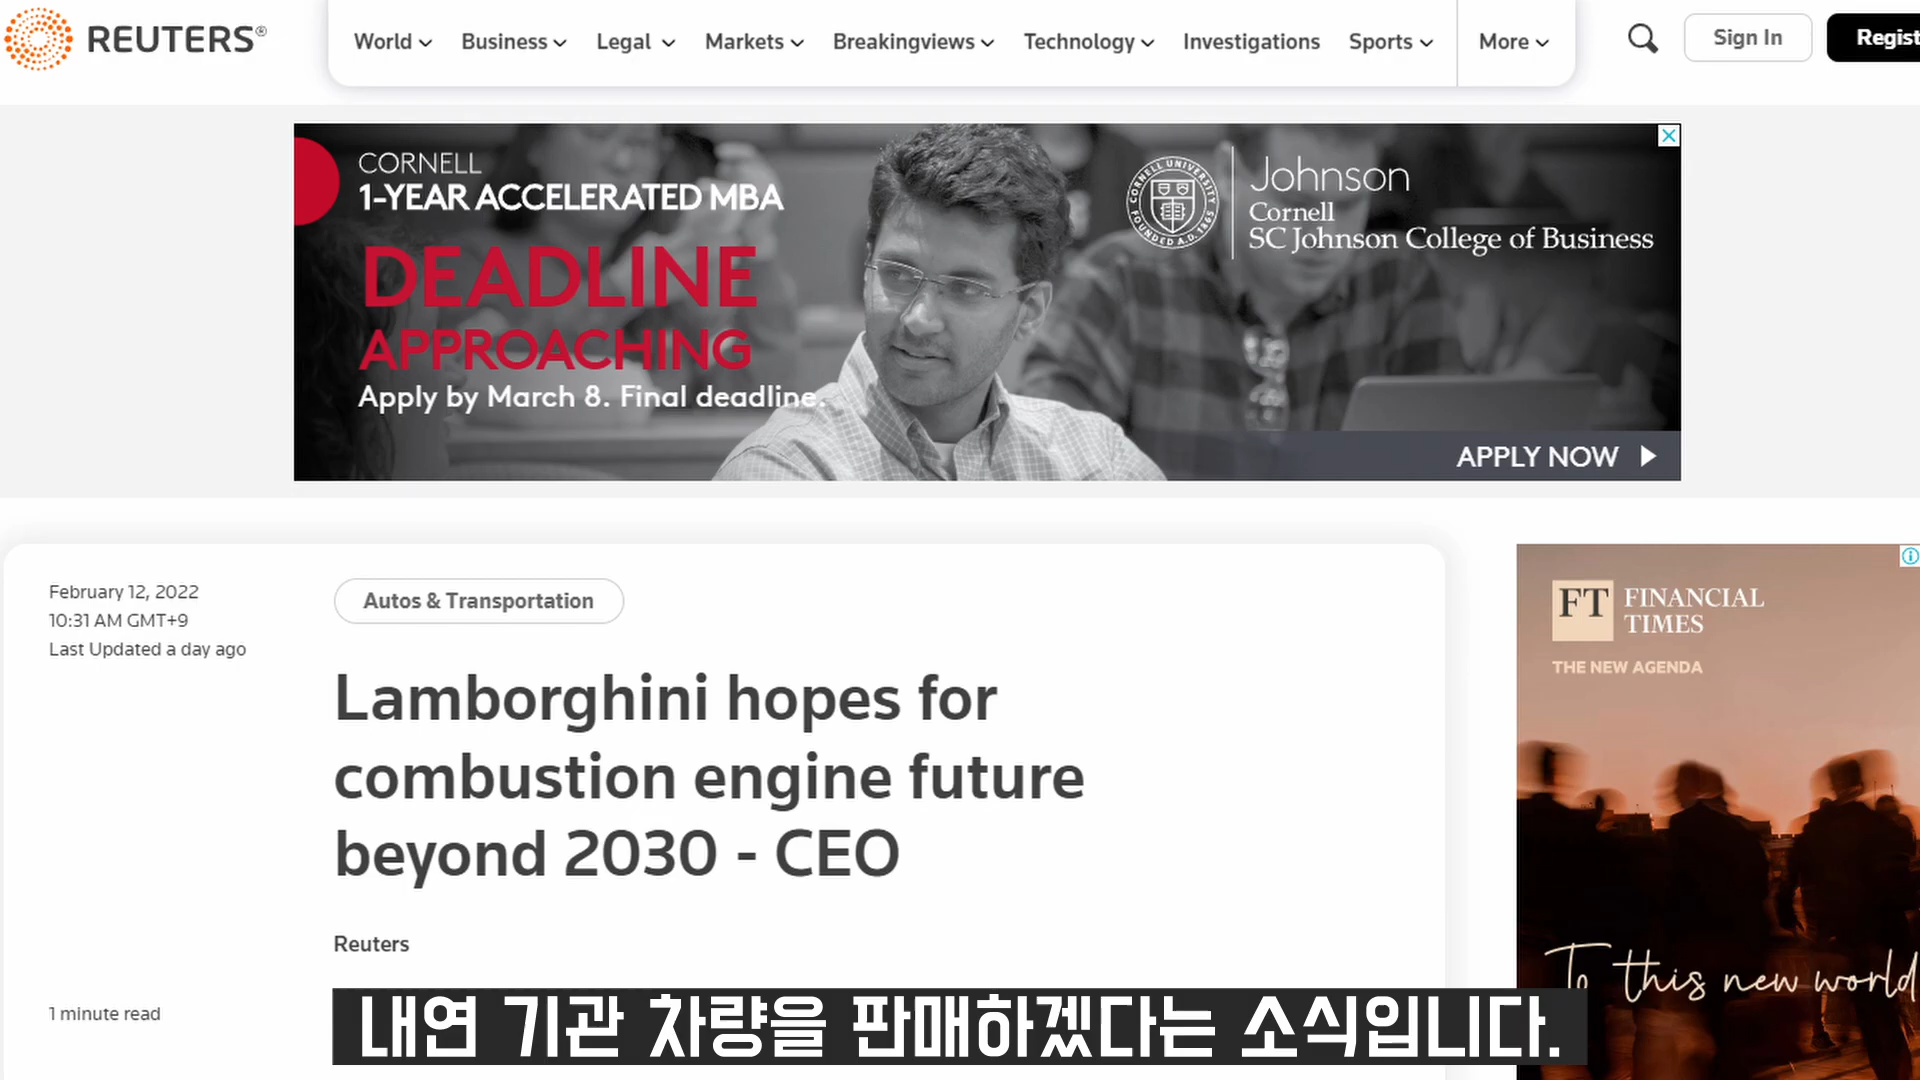 REUTERS®
World
Business
Legal
Markets
Breakingviews
Technology
Investigations
Sports
More
Sign In
Regist
CORNELL
1-YEAR ACCELERATED MBA
DEADLINE
APPROACHING
Apply by March 8. Final deadline.
CORNELL UNIVERSITY
FOUNDED A.D. 1865
Johnson
Cornell
SC Johnson College of Business
APPLY NOW
February 12, 2022
10:31 AM GMT+9
Last Updated a day ago
Autos & Transportation
Lamborghini hopes for
combustion engine future
beyond 2030 - CEO
Reuters
1 minute read
FT FINANCIAL
TIMES
THE NEW AGENDA
To this new world
내연 기관 차량을 판매하겠다는 소식입니다.